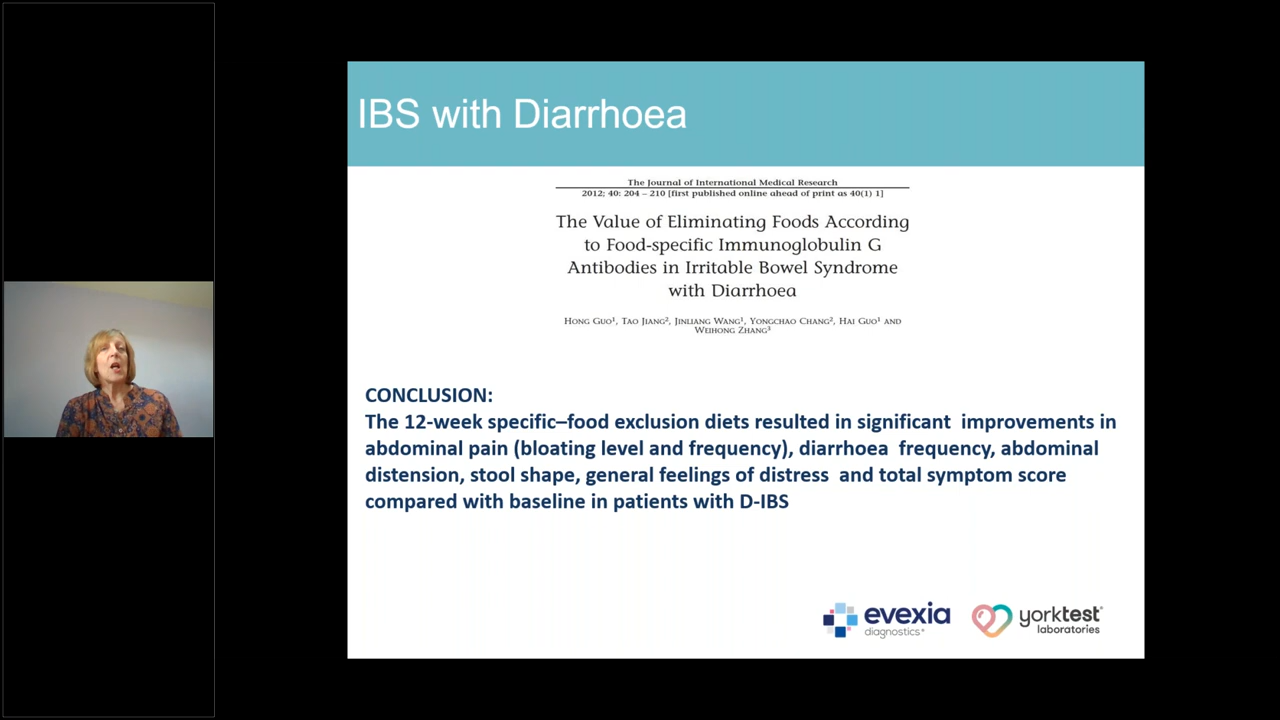 IBS with Diarrhoea
The Journal of International Medical Research
2012; 40: 204 – 210 [first published online ahead of print as 40(1) 1]
The Value of Eliminating Foods According
to Food-specific Immunoglobulin G
Antibodies in Irritable Bowel Syndrome
with Diarrhoea
Hong Guo¹, Tao Jiang², Jinliang Wang¹, Yongchao Chang², Hai Guo¹ and
Weihong Zhang³
CONCLUSION:
The 12-week specific–food exclusion diets resulted in significant improvements in
abdominal pain (bloating level and frequency), diarrhoea frequency, abdominal
distension, stool shape, general feelings of distress and total symptom score
compared with baseline in patients with D-IBS
evexia
diagnostics
yorktest
laboratories